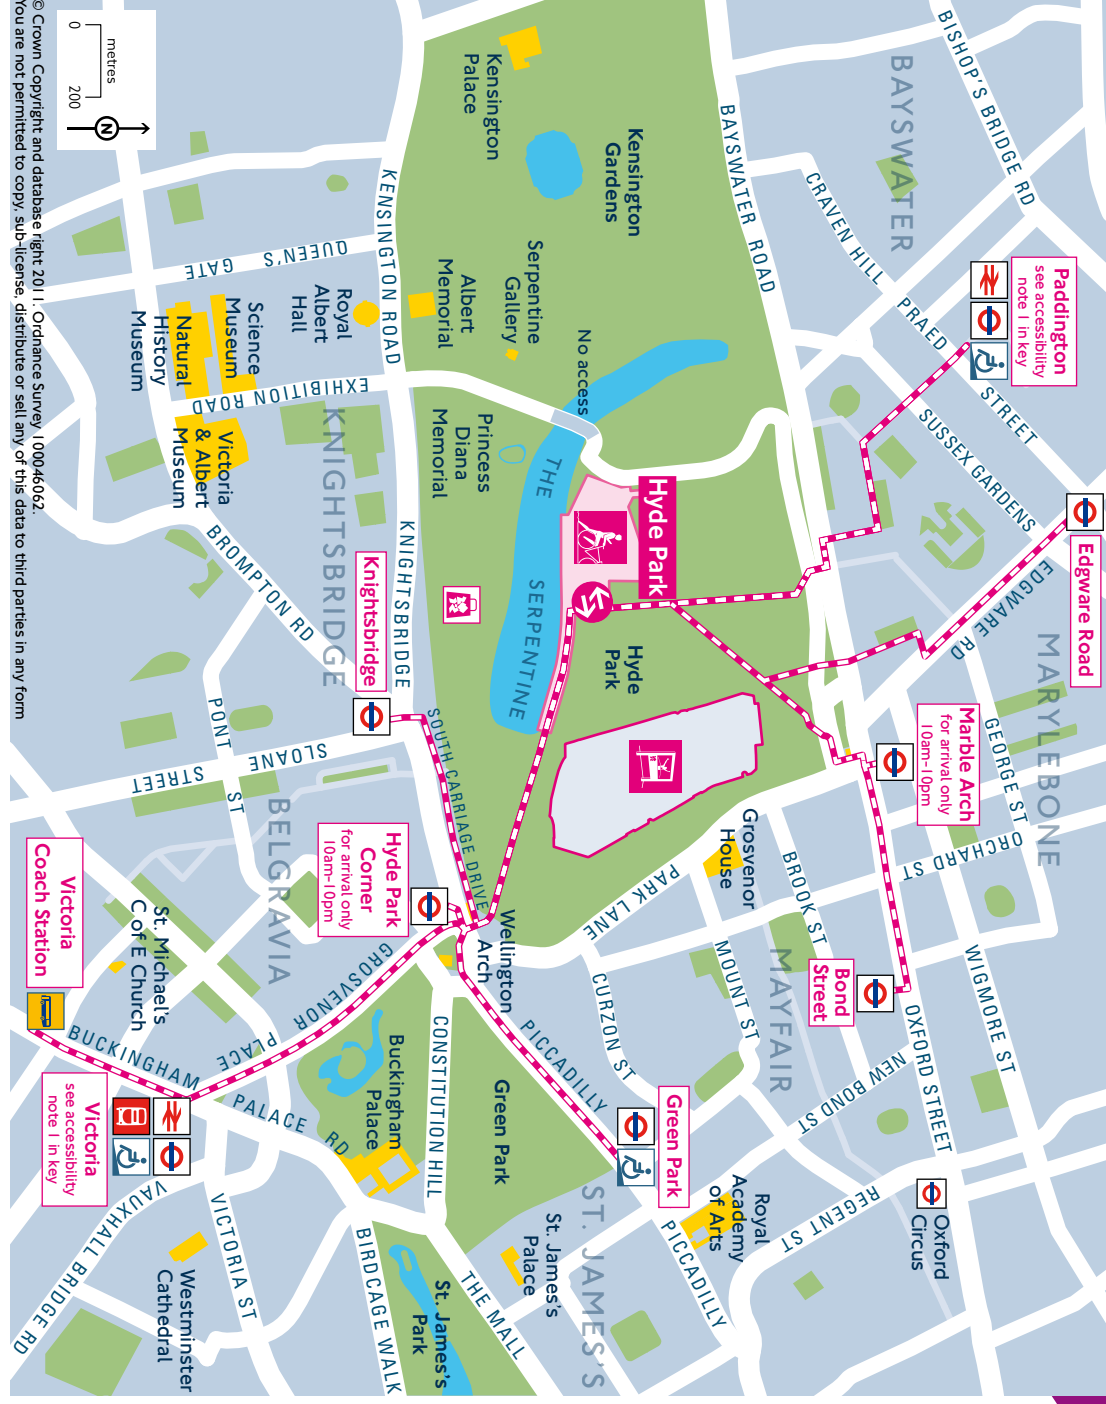 BISHOP'S BRIDGE RD
BAYSWATER
BAYSWATER ROAD
CRAVEN HILL
PRAED
STREET
SUSSEX GARDENS
Paddington
see accessibility
note 1 in key
Edgware Road
EDGWARE RD
MARYLEBONE
GEORGE ST
ORCHARD ST
Marble Arch
for arrival only
10am-10pm
WIGMORE ST
OXFORD STREET
Bond
Street
NEW BOND ST
Oxford
Circus
REGENT ST
BROOK ST
MAYFAIR
MOUNT ST
Grosvenor
House
PARK LANE
CURZON ST
Kensington
Palace
Kensington
Gardens
Serpentine
Gallery
Albert
Memorial
No access
Princess
Diana
Memorial
THE
SERPENTINE
Hyde Park
Hyde
Park
KENSINGTON ROAD
QUEEN'S
GATE
Royal
Albert
Hall
Science
Museum
Natural
History
Museum
EXHIBITION ROAD
Victoria
& Albert
Museum
KNIGHTSBRIDGE
BROMPTON RD
KNIGHTSBRIDGE
Knightsbridge
SOUTH CARRIAGE DRIVE
SLOANE
STREET
PONT
ST
BELGRAVIA
Hyde Park
Corner
for arrival only
10am-10pm
Wellington
Arch
PICCADILLY
Green Park
Green Park
CONSTITUTION HILL
Buckingham
Palace
GROSVENOR
PLACE
Victoria
Coach Station
St. Michael's
C of E Church
BUCKINGHAM
PALACE
RD
Victoria
see accessibility
note 1 in key
VAUXHALL BRIDGE RD
VICTORIA ST
Westminster
Cathedral
BIRDCAGE WALK
St. James's
Park
THE MALL
St. James's
Palace
ST. JAMES'S
Royal
Academy
of Arts
PICCADILLY
metres
0
200
N
© Crown Copyright and database right 2011. Ordnance Survey 100046062.
You are not permitted to copy, sub-license, distribute or sell any of this data to third parties in any form